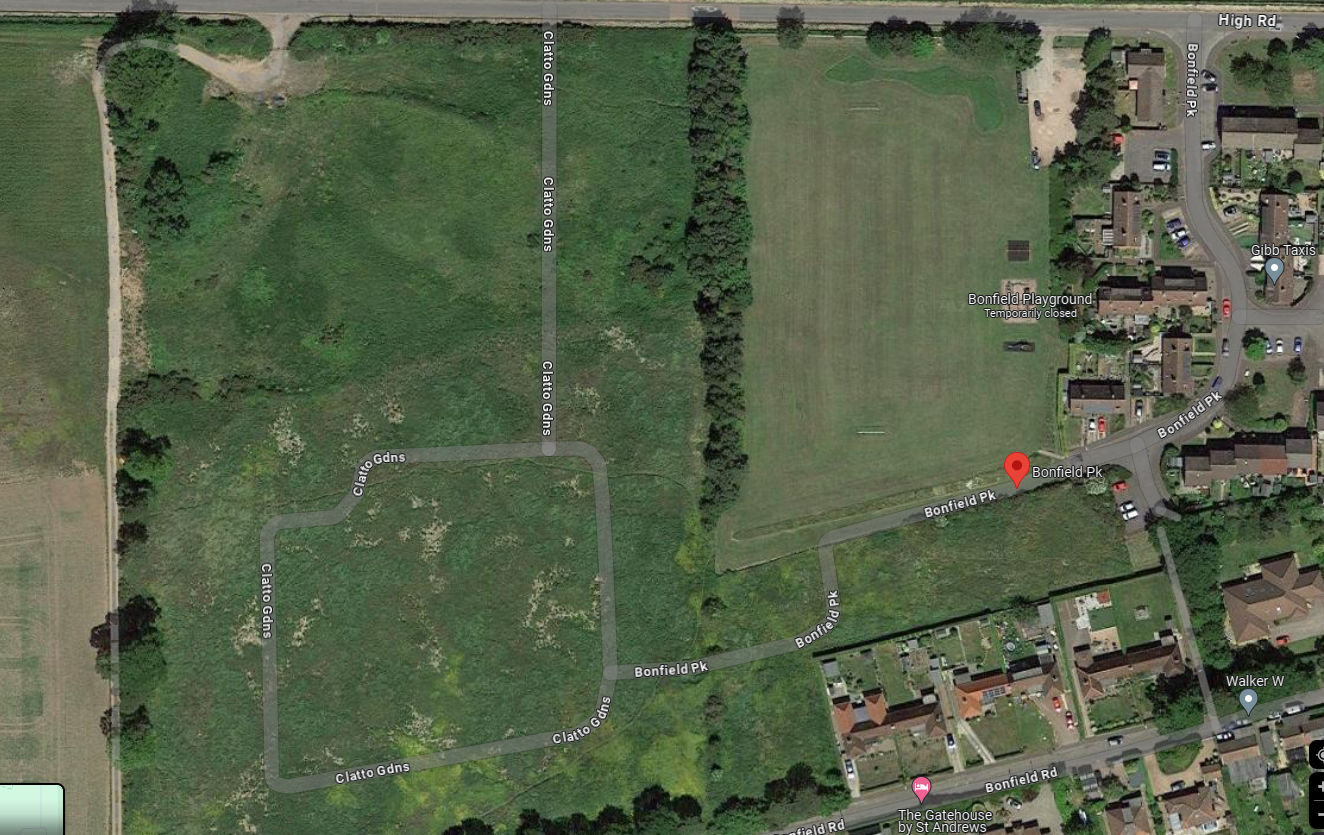 High Rd
Clatto Gdns
Bonfield Pk
Clatto Gdns
Gibb Taxis
Bonfield Playground
Temporarily closed
Clatto Gdns
Bonfield Pk
Clatto Gdns
Bonfield Pk
Bonfield Pk
Clatto Gdns
Bonfield Pk
Bonfield Pk
Walker W
Clatto Gdns
Clatto Gdns
Bonfield Rd
The Gatehouse
by St Andrews
nfield Rd